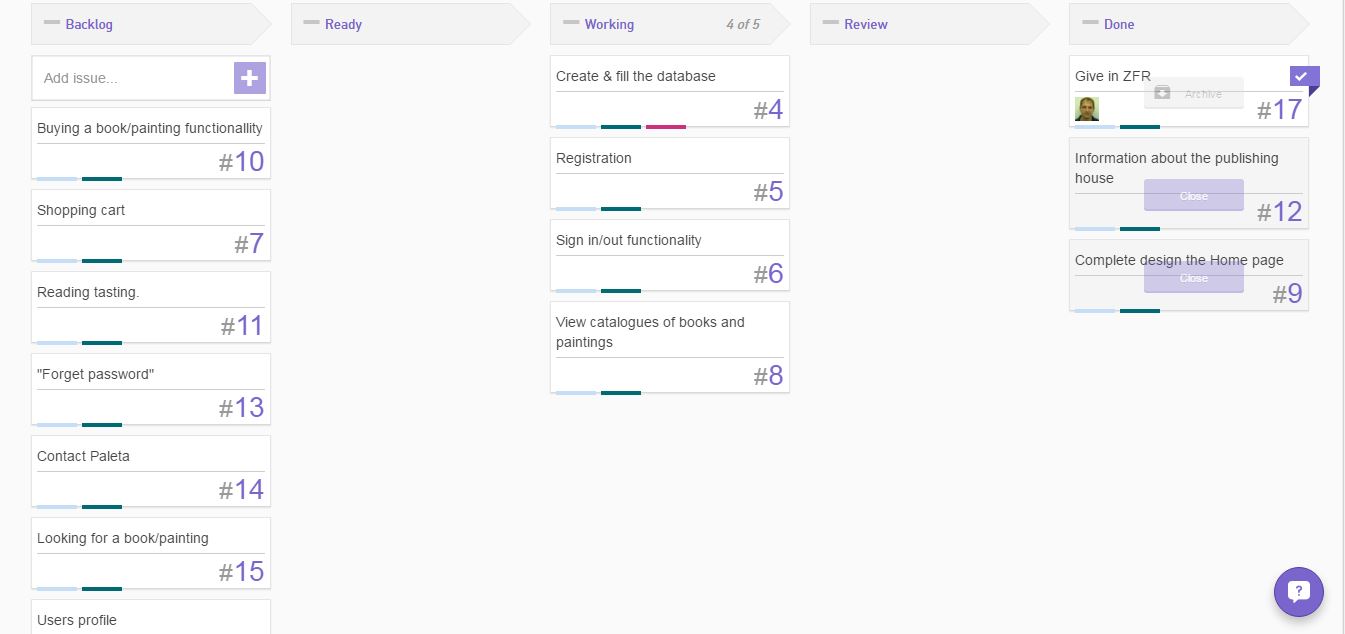 Backlog
Add issue...
Buying a book/painting functionallity
#10
Shopping cart
#7
Reading tasting.
#11
"Forget password"
#13
Contact Paleta
#14
Looking for a book/painting
#15
Users profile
Ready
Working 4 of 5
Create & fill the database
#4
Registration
#5
Sign in/out functionality
#6
View catalogues of books and
paintings
#8
Review
Done
Give in ZFR
Archive
#17
Information about the publishing
house
Close
#12
Complete design the Home page
Close
#9